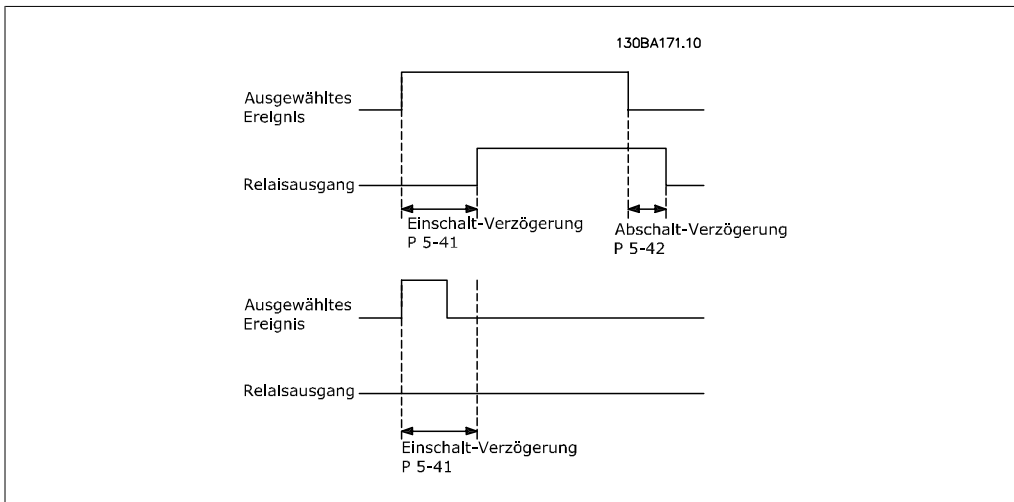 130BA171.10
Ausgewähltes
Ereignis
Relaisausgang
Einschalt-Verzögerung
P 5-41
Abschalt-Verzögerung
P 5-42
Ausgewähltes
Ereignis
Relaisausgang
Einschalt-Verzögerung
P 5-41